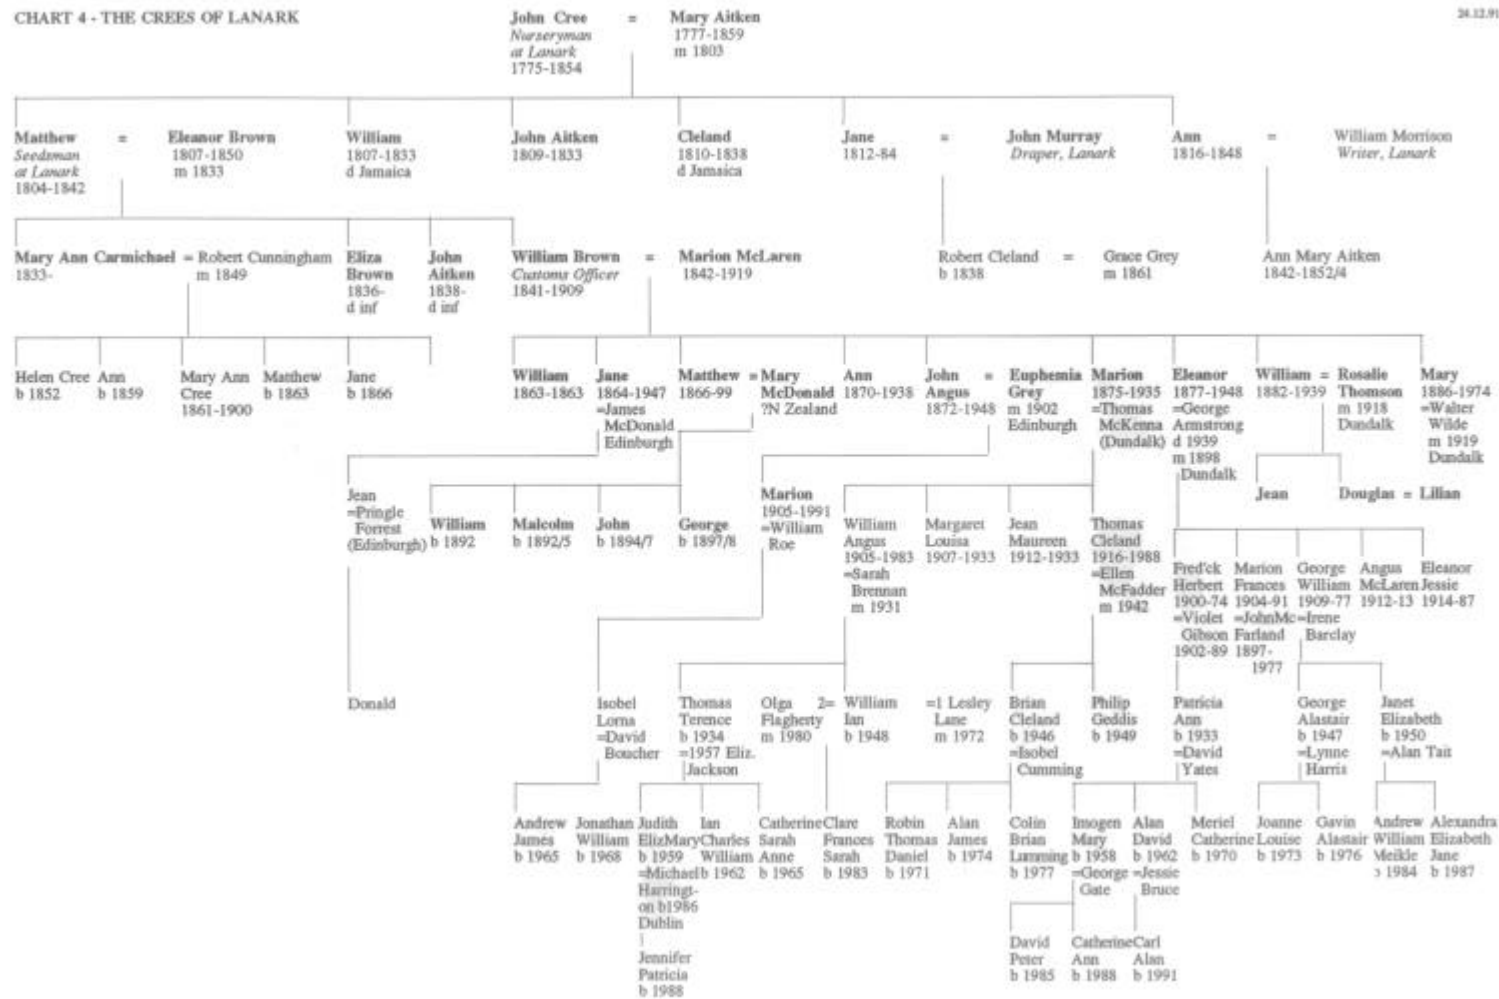 CHART 4 - THE CREES OF LANARK
24.12.91
John Cree = Mary Aitken
Nurseryman 1777-1859
at Lanark m 1803
1775-1854
Matthew = Eleanor Brown William John Aitken Cleland Jane = John Murray Ann = William Morrison
Seedsman 1807-1850 1807-1833 1809-1833 1810-1838 1812-84 Draper, Lanark 1816-1848 Writer, Lanark
at Lanark m 1833 d Jamaica d Jamaica
1804-1842
Mary Ann Carmichael = Robert Cunningham Eliza John William Brown = Marion McLaren Robert Cleland = Grace Grey Ann Mary Aitken
1833- m 1849 Brown Aitken Customs Officer 1842-1919 b 1838 m 1861 1842-1852/4
1836- 1838- 1841-1909
d inf d inf
Helen Cree Ann Mary Ann Matthew Jane William Jane Matthew = Mary Ann John = Euphemia Marion Eleanor William = Rosalie Mary
b 1852 b 1859 Cree b 1863 b 1866 1863-1863 1864-1947 1866-99 McDonald 1870-1938 Angus Grey 1875-1935 1877-1948 1882-1939 Thomson 1886-1974
1861-1900 =James ?N Zealand 1872-1948 m 1902 =Thomas =George m 1918 =Walter
McDonald Edinburgh McKenna Armstrong Dundalk Wilde
Edinburgh (Dundalk) d 1939 m 1919
m 1898 Dundalk
Dundalk
Jean Marion Jean Douglas = Lilian
=Pringle 1905-1991
Forrest William Malcolm John George =William William Margaret Jean Thomas
(Edinburgh) b 1892 b 1892/5 b 1894/7 b 1897/8 Roe Angus Louisa Maureen Cleland
1905-1983 1907-1933 1912-1933 1916-1988
=Sarah =Ellen
Brennan McFadder
m 1931 m 1942
Fred'ck Marion George Angus Eleanor
Herbert Frances William McLaren Jessie
1900-74 1904-91 1909-77 1912-13 1914-87
=Violet =JohnMc =Irene
Gibson Farland Barclay
1902-89 1897-
1977
Donald Isobel Thomas Olga 2= William =1 Lesley Brian Philip Patricia George Janet
Lorna Terence Flagherty Ian Lane Cleland Geddis Ann Alastair Elizabeth
=David b 1934 m 1980 b 1948 m 1972 b 1946 b 1949 b 1933 b 1947 b 1950
Boucher =1957 Eliz. =Isobel =David =Lynne =Alan Tait
Jackson Cumming Yates Harris
Andrew Jonathan Judith Ian Catherine Clare Robin Alan Colin Imogen Alan Meriel Joanne Gavin Andrew Alexandra
James William ElizMary Charles Sarah Frances Thomas James Brian Mary David Catherine Louise Alastair William Elizabeth
b 1965 b 1968 b 1959 William Anne Sarah Daniel b 1974 Lamming b 1958 b 1962 b 1970 b 1973 b 1976 Meikle Jane
=Michael b 1962 b 1965 b 1983 b 1971 b 1977 =George =Jessie b 1984 b 1987
Harringt- Gate Bruce
on b1986
Dublin
David Catherine Carl
Peter Ann Alan
b 1985 b 1988 b 1991
Jennifer
Patricia
b 1988